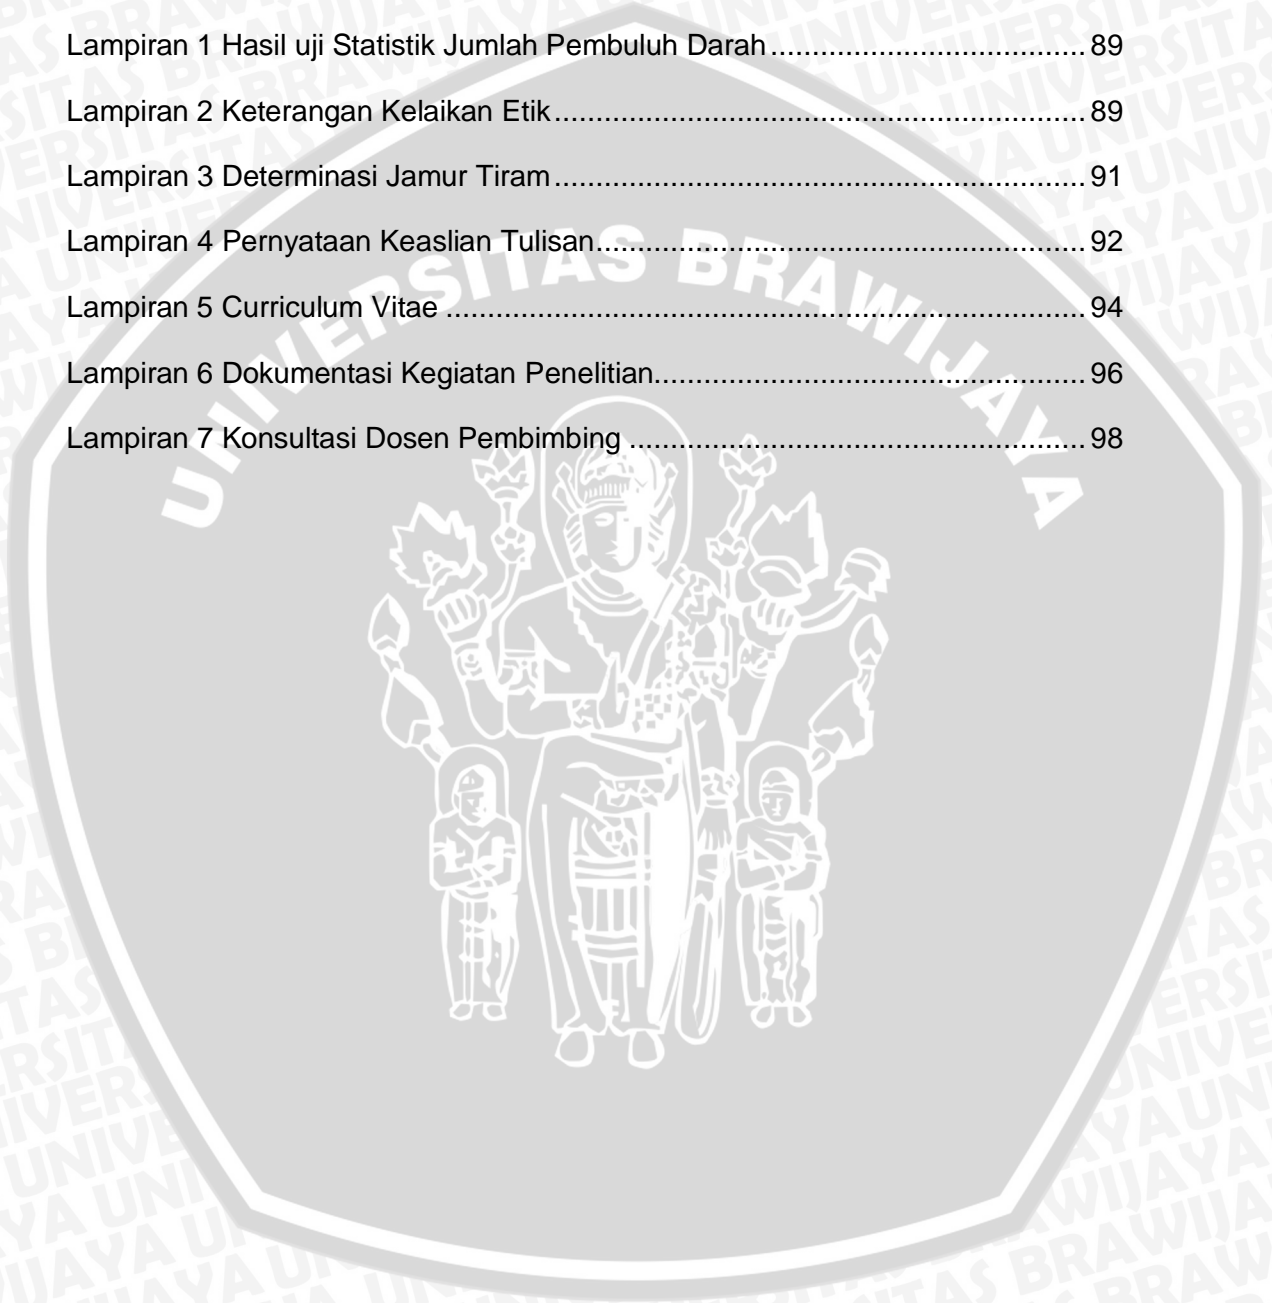 Lampiran 1 Hasil uji Statistik Jumlah Pembuluh Darah ...................................... 89
Lampiran 2 Keterangan Kelaikan Etik ................................................................ 89
Lampiran 3 Determinasi Jamur Tiram ................................................................ 91
Lampiran 4 Pernyataan Keaslian Tulisan ........................................................... 92
Lampiran 5 Curriculum Vitae ............................................................................. 94
Lampiran 6 Dokumentasi Kegiatan Penelitian.................................................... 96
Lampiran 7 Konsultasi Dosen Pembimbing ....................................................... 98
UNIVERSITAS BRAWIJAYA